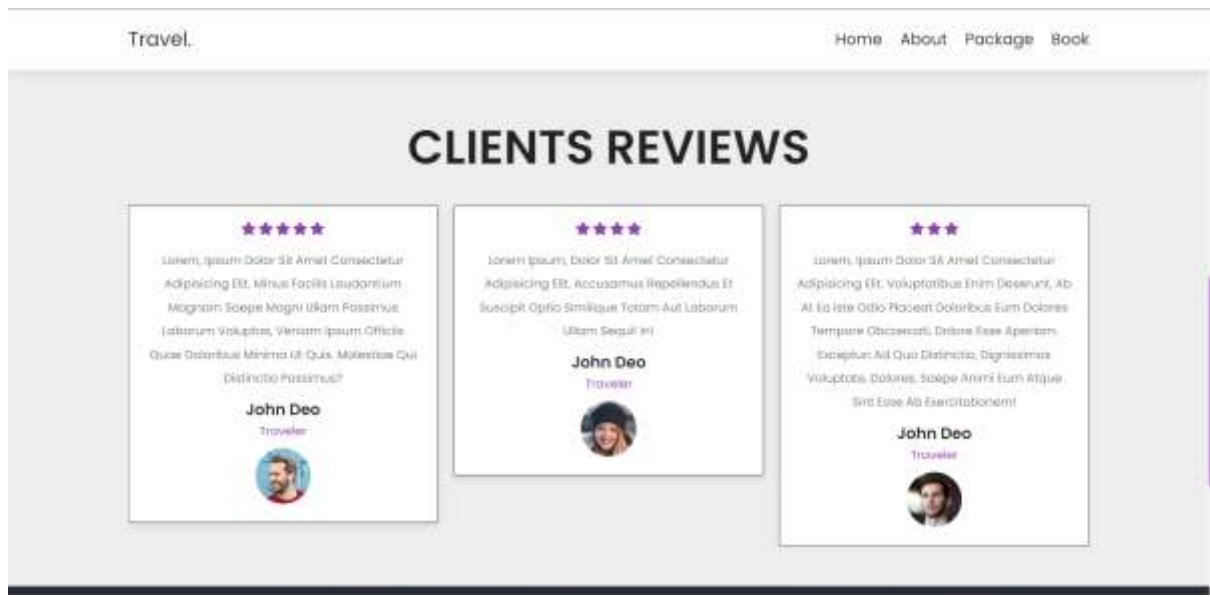 Travel.
Home About Package Book
CLIENTS REVIEWS
Lorem, Ipsum Dolor Sit Amet Consectetur
Adipisicing Elit. Minus Facilis Laudantium
Magnam Saepe Magni Ullam Possimus
Laborum Voluptas, Veniam Ipsum Officiis
Quae Doloribus Minima Ut Quis. Molestiae Qui
Distinctio Possimus?
John Deo
Traveler
Lorem Ipsum, Dolor Sit Amet Consectetur
Adipisicing Elit. Accusamus Repellendus Et
Suscipit Optio Similique Totam Aut Laborum
Ullam Sequi! In!
John Deo
Traveler
Lorem, Ipsum Dolor Sit Amet Consectetur
Adipisicing Elit. Voluptatibus Enim Deserunt, Ab
At Ea Iste Odio Placeat Doloribus Eum Dolores
Tempore Obcaecati, Dolore Esse Aperiam
Excepturi Ad Quo Distinctio, Dignissimos
Voluptate, Dolores, Saepe Animi Eum Atque
Sint Esse Ab Exercitationem!
John Deo
Traveler